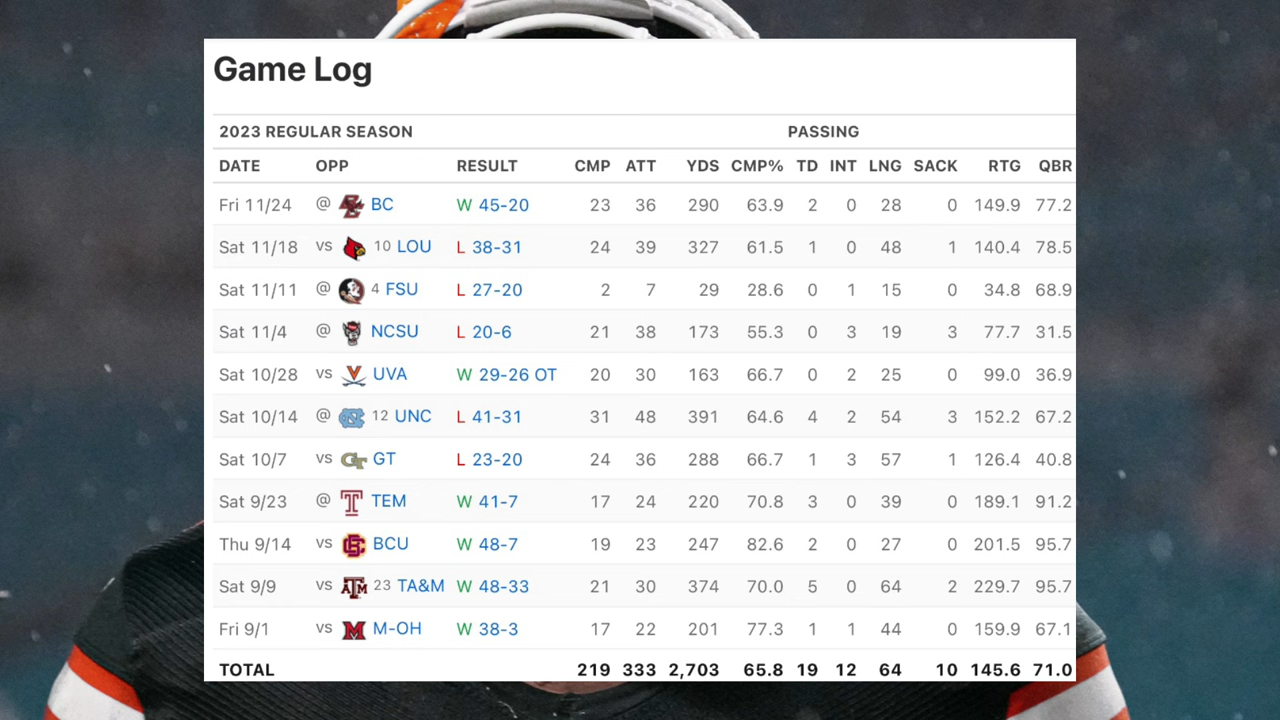 Game Log
2023 REGULAR SEASON PASSING
DATE OPP RESULT CMP ATT YDS CMP% TD INT LNG SACK RTG QBR
Fri 11/24 @ BC W 45-20 23 36 290 63.9 2 0 28 0 149.9 77.2
Sat 11/18 vs 10 LOU L 38-31 24 39 327 61.5 1 0 48 1 140.4 78.5
Sat 11/11 @ 4 FSU L 27-20 2 7 29 28.6 0 1 15 0 34.8 68.9
Sat 11/4 @ NCSU L 20-6 21 38 173 55.3 0 3 19 3 77.7 31.5
Sat 10/28 vs UVA W 29-26 OT 20 30 163 66.7 0 2 25 0 99.0 36.9
Sat 10/14 @ 12 UNC L 41-31 31 48 391 64.6 4 2 54 3 152.2 67.2
Sat 10/7 vs GT L 23-20 24 36 288 66.7 1 3 57 1 126.4 40.8
Sat 9/23 @ TEM W 41-7 17 24 220 70.8 3 0 39 0 189.1 91.2
Thu 9/14 vs BCU W 48-7 19 23 247 82.6 2 0 27 0 201.5 95.7
Sat 9/9 vs 23 TA&M W 48-33 21 30 374 70.0 5 0 64 2 229.7 95.7
Fri 9/1 vs M-OH W 38-3 17 22 201 77.3 1 1 44 0 159.9 67.1
TOTAL 219 333 2,703 65.8 19 12 64 10 145.6 71.0